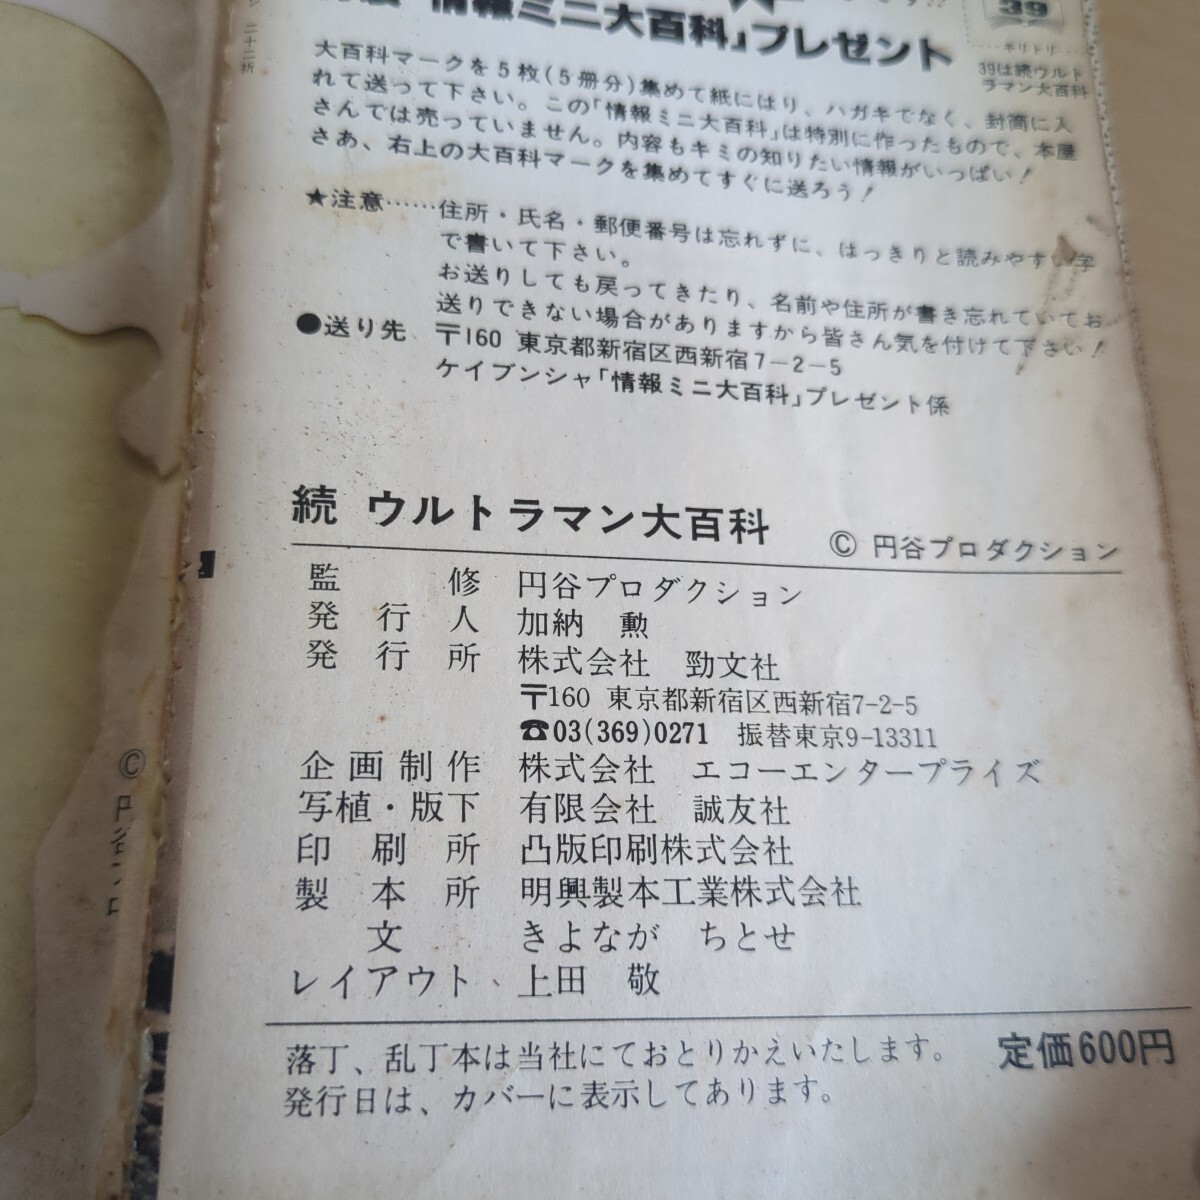 「情報ミニ大百科」プレゼント
39
キリトリ
39は続ウルト
ラマン大百科
大百科マークを5枚(5冊分)集めて紙にはり、ハガキでなく、封筒に入
れて送って下さい。この「情報ミニ大百科」は特別に作ったもので、本屋
さんでは売っていません。内容もキミの知りたい情報がいっぱい!
さあ、右上の大百科マークを集めてすぐに送ろう!
★注意……住所・氏名・郵便番号は忘れずに、はっきりと読みやすい字
で書いて下さい。
お送りしても戻ってきたり、名前や住所が書き忘れていてお
送りできない場合がありますから皆さん気を付けて下さい!
●送り先 〒160 東京都新宿区西新宿7-2-5
ケイブンシャ「情報ミニ大百科」プレゼント係
続 ウルトラマン大百科 © 円谷プロダクション
監修 円谷プロダクション
発行人 加納 勲
発行所 株式会社 勁文社
〒160 東京都新宿区西新宿7-2-5
☎03(369)0271 振替東京9-13311
企画制作 株式会社 エコーエンタープライズ
写植・版下 有限会社 誠友社
印刷所 凸版印刷株式会社
製本所 明興製本工業株式会社
文 きよなが ちとせ
レイアウト 上田 敬
落丁、乱丁本は当社にておとりかえいたします。 定価600円
発行日は、カバーに表示してあります。
© 円谷プロ